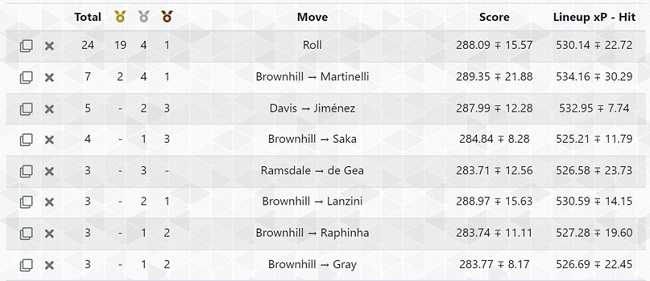 Total Move Score Lineup xP - Hit
24 19 4 1 Roll 288.09 ∓ 15.57 530.14 ∓ 22.72
7 2 4 1 Brownhill → Martinelli 289.35 ∓ 21.88 534.16 ∓ 30.29
5 - 2 3 Davis → Jiménez 287.99 ∓ 12.28 532.95 ∓ 7.74
4 - 1 3 Brownhill → Saka 284.84 ∓ 8.28 525.21 ∓ 11.79
3 - 3 - Ramsdale → de Gea 283.71 ∓ 12.56 526.58 ∓ 23.73
3 - 2 1 Brownhill → Lanzini 288.97 ∓ 15.63 530.59 ∓ 14.15
3 - 1 2 Brownhill → Raphinha 283.74 ∓ 11.11 527.28 ∓ 19.60
3 - 1 2 Brownhill → Gray 283.77 ∓ 8.17 526.69 ∓ 22.45